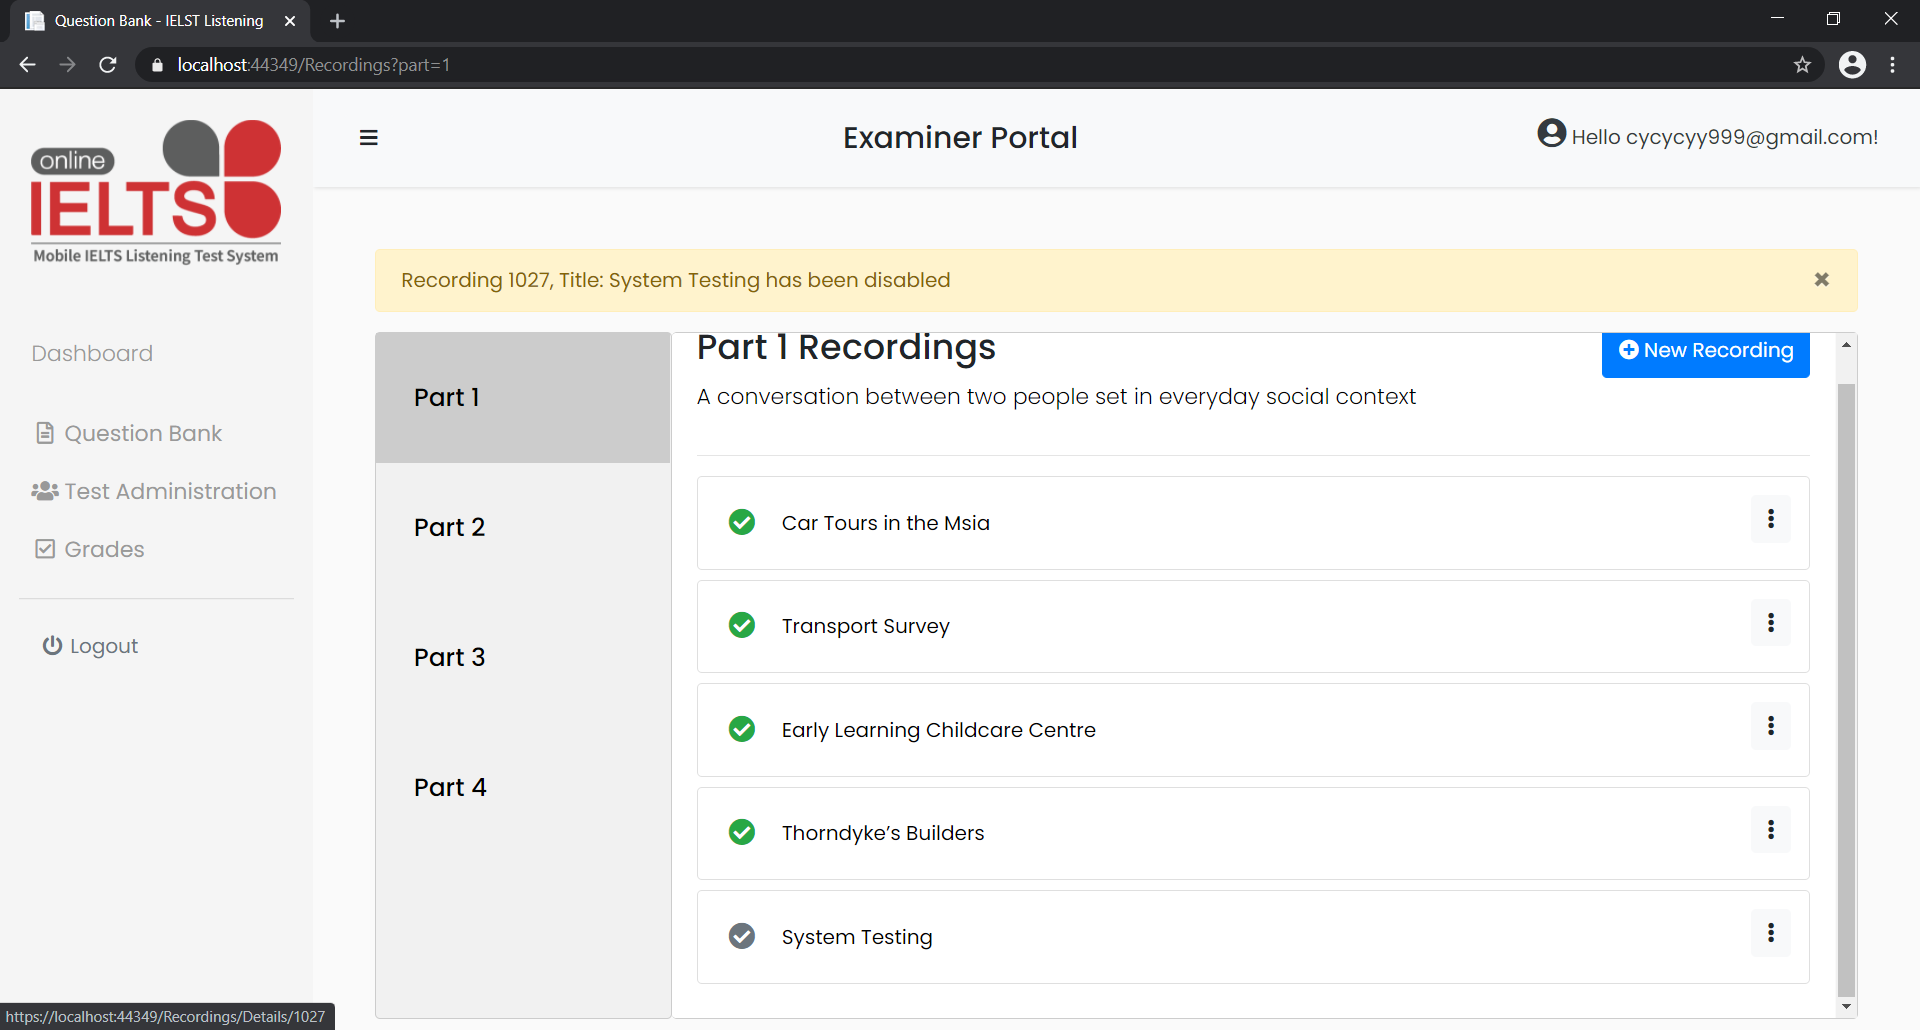 Question Bank - IELST Listening
localhost:44349/Recordings?part=1
online
IELTS
Mobile IELTS Listening Test System
Examiner Portal
Hello cycycyy999@gmail.com!
Dashboard
Question Bank
Test Administration
Grades
Logout
Recording 1027, Title: System Testing has been disabled
Part 1
Part 2
Part 3
Part 4
Part 1 Recordings
New Recording
A conversation between two people set in everyday social context
Car Tours in the Msia
Transport Survey
Early Learning Childcare Centre
Thorndyke’s Builders
System Testing
https://localhost:44349/Recordings/Details/1027